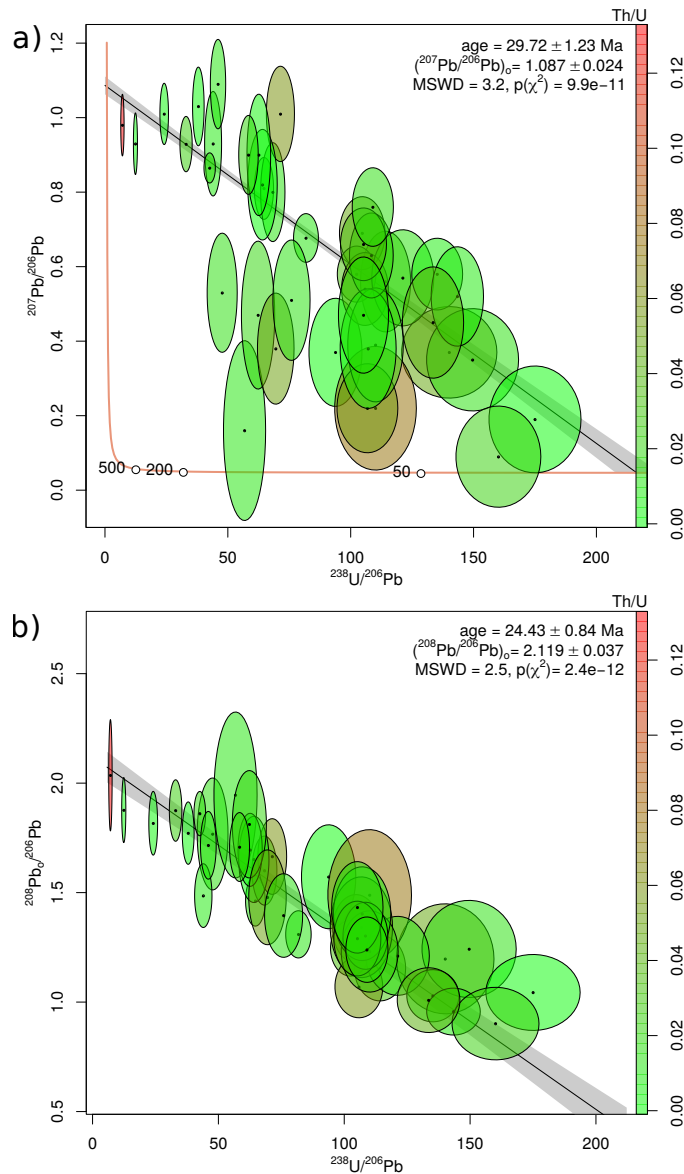 a)
Th/U
age = 29.72 ± 1.23 Ma
(²⁰⁷Pb/²⁰⁶Pb)ₒ= 1.087 ± 0.024
MSWD = 3.2, p(χ²) = 9.9e−11
1.2
1.0
0.8
0.6
0.4
0.2
0.0
²⁰⁷Pb/²⁰⁶Pb
500
200
50
0
50
100
150
200
²³⁸U/²⁰⁶Pb
0.12
0.10
0.08
0.06
0.04
0.02
0.00
b)
Th/U
age = 24.43 ± 0.84 Ma
(²⁰⁸Pb/²⁰⁶Pb)ₒ= 2.119 ± 0.037
MSWD = 2.5, p(χ²) = 2.4e−12
2.5
2.0
1.5
1.0
0.5
²⁰⁸Pbₒ/²⁰⁶Pb
0
50
100
150
200
²³⁸U/²⁰⁶Pb
0.12
0.10
0.08
0.06
0.04
0.02
0.00